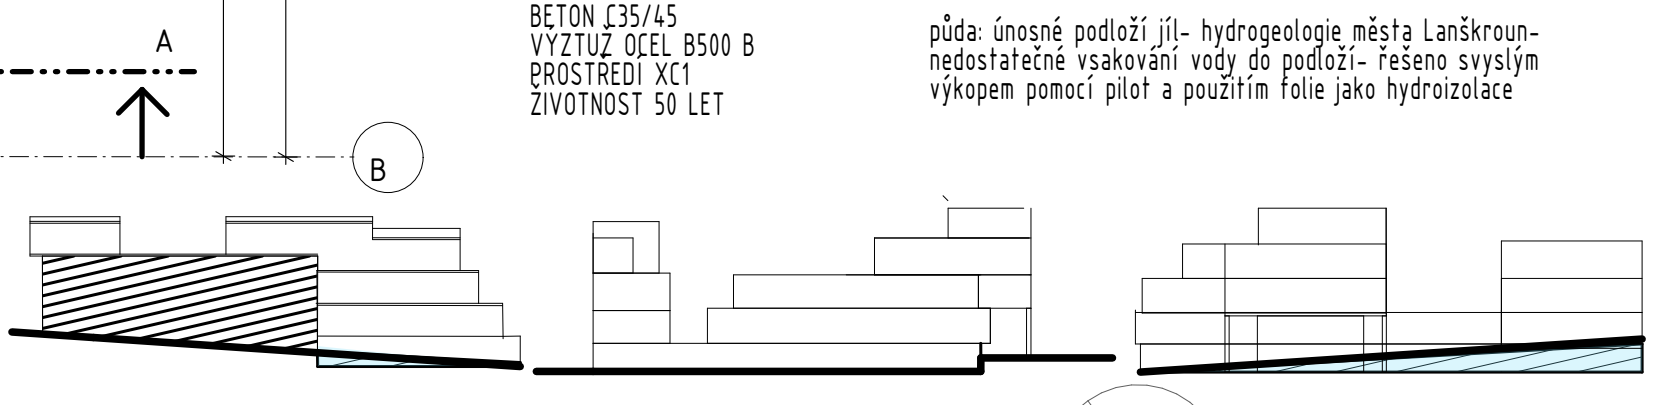 A
B
BETON C35/45
VÝZTUŽ OCEL B500 B
PROSTŘEDÍ XC1
ŽIVOTNOST 50 LET
půda: únosné podloží jíl- hydrogeologie města Lanškroun-
nedostatečné vsakování vody do podloží- řešeno svyslým
výkopem pomocí pilot a použitím folie jako hydroizolace